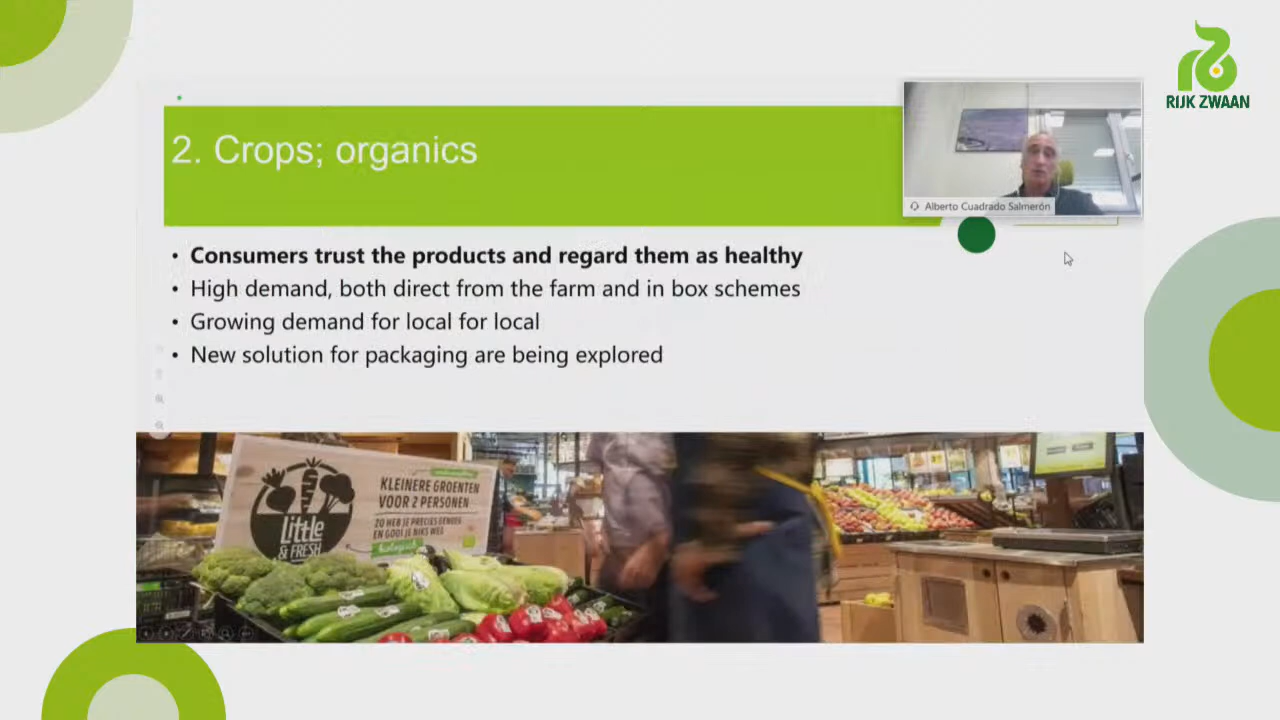 RIJK ZWAAN
2. Crops; organics
Alberto Cuadrado Salmerón
• Consumers trust the products and regard them as healthy
• High demand, both direct from the farm and in box schemes
• Growing demand for local for local
• New solution for packaging are being explored
Little
& FRESH
KLEINERE GROENTEN
VOOR 2 PERSONEN
ZO HEB JE PRECIES GENOEG
EN GOOI JE NIKS WEG